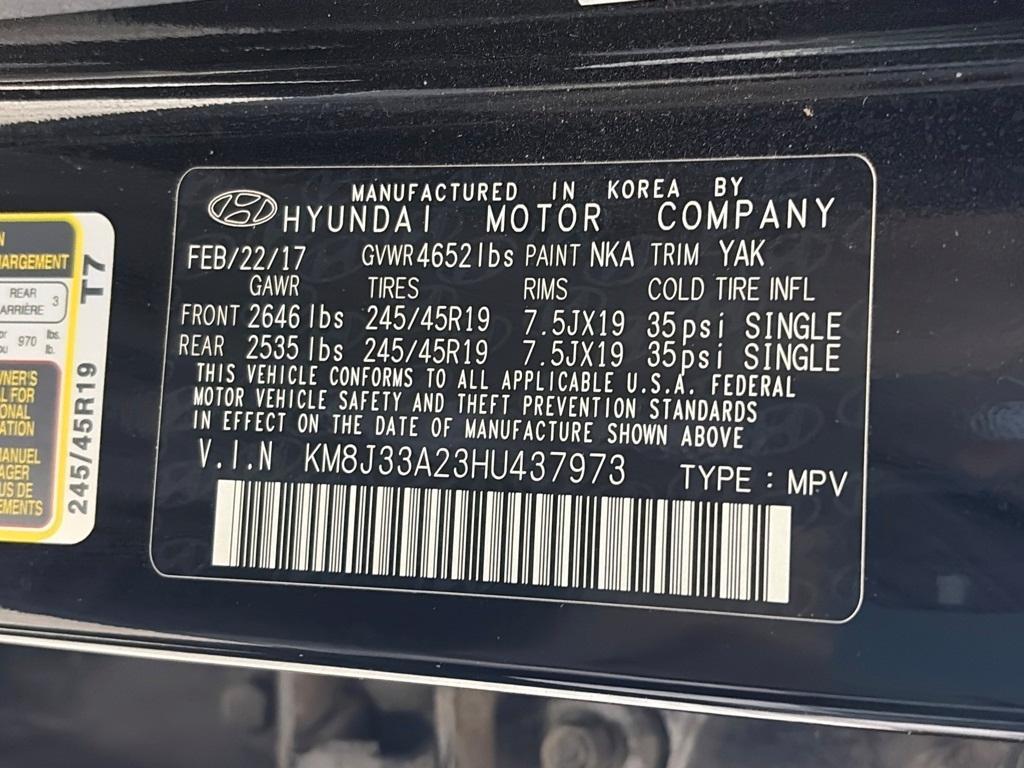 MANUFACTURED IN KOREA BY
HYUNDAI MOTOR COMPANY
FEB/22/17 GVWR 4652 lbs PAINT NKA TRIM YAK
GAWR TIRES RIMS COLD TIRE INFL
FRONT 2646 lbs 245/45R19 7.5JX19 35psi SINGLE
REAR 2535 lbs 245/45R19 7.5JX19 35psi SINGLE
THIS VEHICLE CONFORMS TO ALL APPLICABLE U.S.A. FEDERAL
MOTOR VEHICLE SAFETY AND THEFT PREVENTION STANDARDS
IN EFFECT ON THE DATE OF MANUFACTURE SHOWN ABOVE
V.I.N KM8J33A23HU437973 TYPE : MPV
REAR 3
970 lbs.
lb.
245/45R19 T7